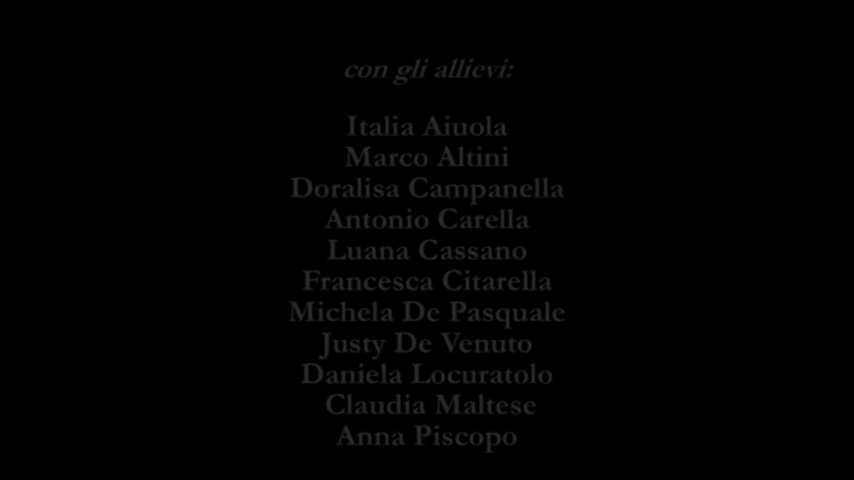 con gli allievi:
Italia Aiuola
Marco Altini
Doralisa Campanella
Antonio Carella
Luana Cassano
Francesca Citarella
Michela De Pasquale
Justy De Venuto
Daniela Locuratolo
Claudia Maltese
Anna Piscopo